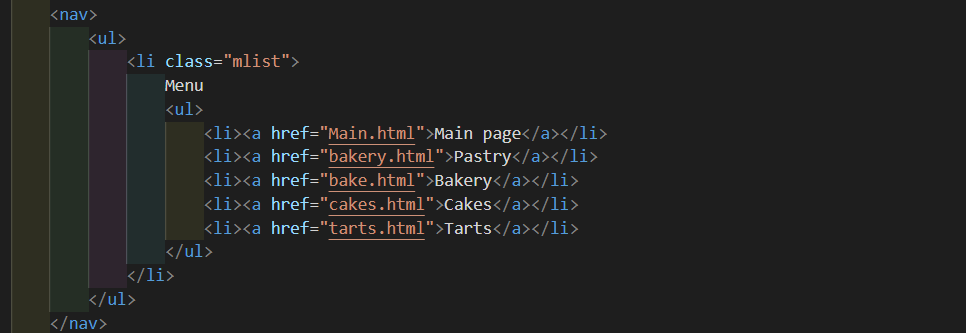 <nav>
<ul>
<li class="mlist">
Menu
<ul>
<li><a href="Main.html">Main page</a></li>
<li><a href="bakery.html">Pastry</a></li>
<li><a href="bake.html">Bakery</a></li>
<li><a href="cakes.html">Cakes</a></li>
<li><a href="tarts.html">Tarts</a></li>
</ul>
</li>
</ul>
</nav>